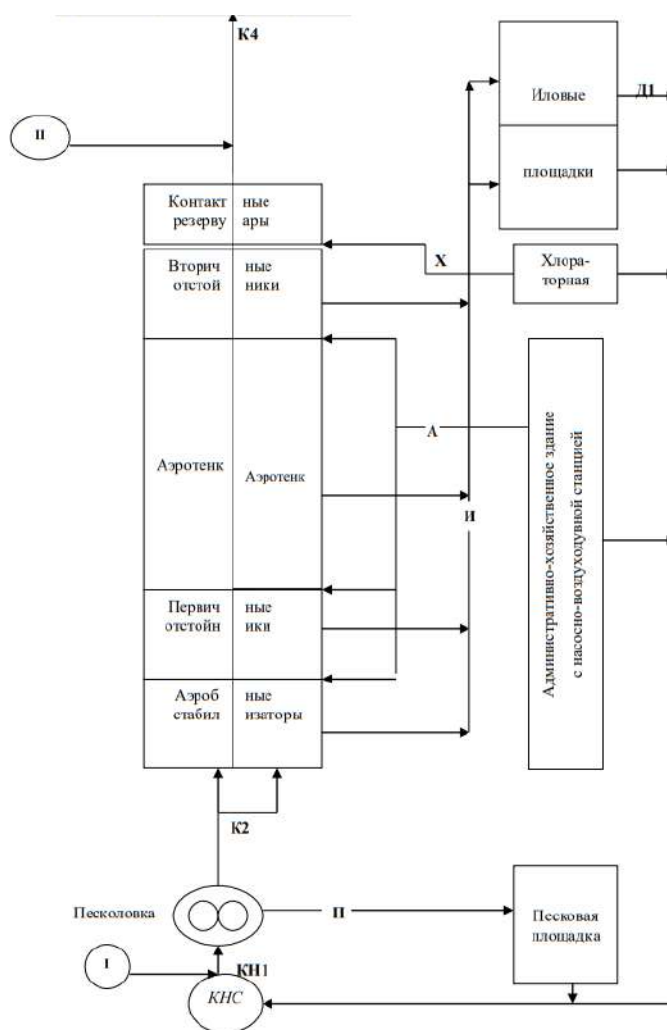 К4
II
Иловые
Д1
площадки
Контакт ные
резерву ары
Вторич ные
отстой ники
Х
Хлора-
торная
А
Аэротенк Аэротенк
И
Административно-хозяйственное здание
с насосно-воздуходувной станцией
Первич ные
отстойн ики
Аэроб ные
стабил изаторы
К2
Песколовка
П
Песковая
площадка
I
КН1
КНС